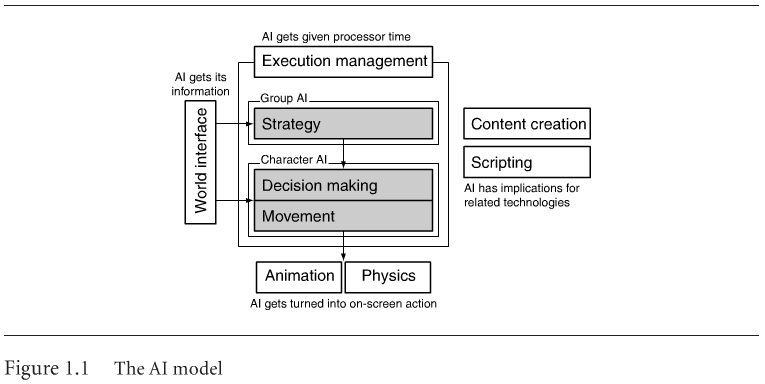 AI gets given processor time
Execution management
AI gets its
information
World interface
Group AI
Strategy
Character AI
Decision making
Movement
Content creation
Scripting
AI has implications for
related technologies
Animation
Physics
AI gets turned into on-screen action
Figure 1.1 The AI model